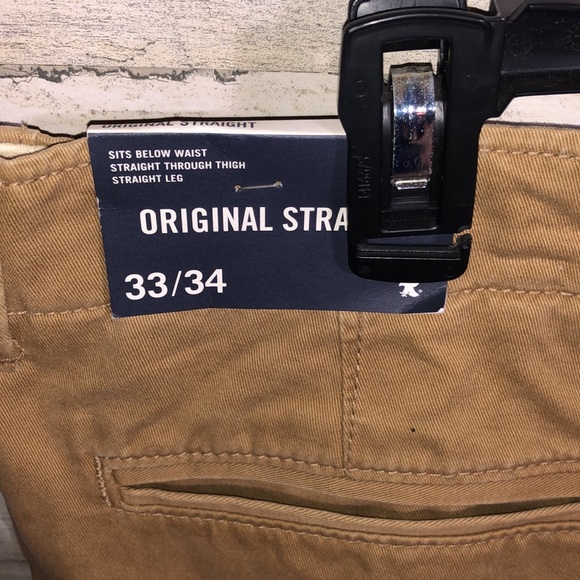 ORIGINAL STRAIGHT
SITS BELOW WAIST
STRAIGHT THROUGH THIGH
STRAIGHT LEG
ORIGINAL STRA
33/34